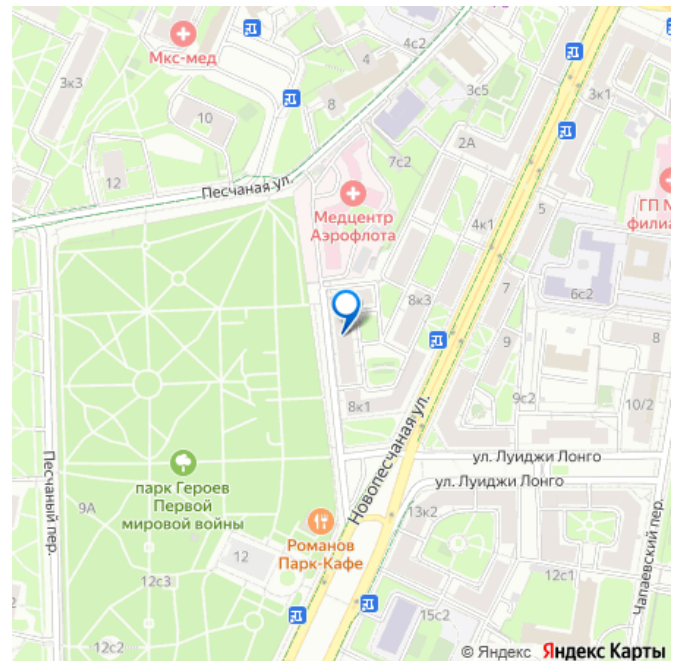 Мкс-мед
4с2
4
3к3
3с5
3к1
8
10
2А
7с2
12
Песчаная ул.
Медцентр
Аэрофлота
ГП №
филиа
5
4к1
6с2
7
8к3
9
8
9с2
10/2
8к1
Новопесчаная ул.
ул. Луиджи Лонго
ул. Луиджи Лонго
Песчаный пер.
9А
парк Героев
Первой
мировой войны
13к2
Романов
Парк-Кафе
12
12с3
12с1
Чапаевский пер.
15с2
12с2
© Яндекс Яндекс Карты